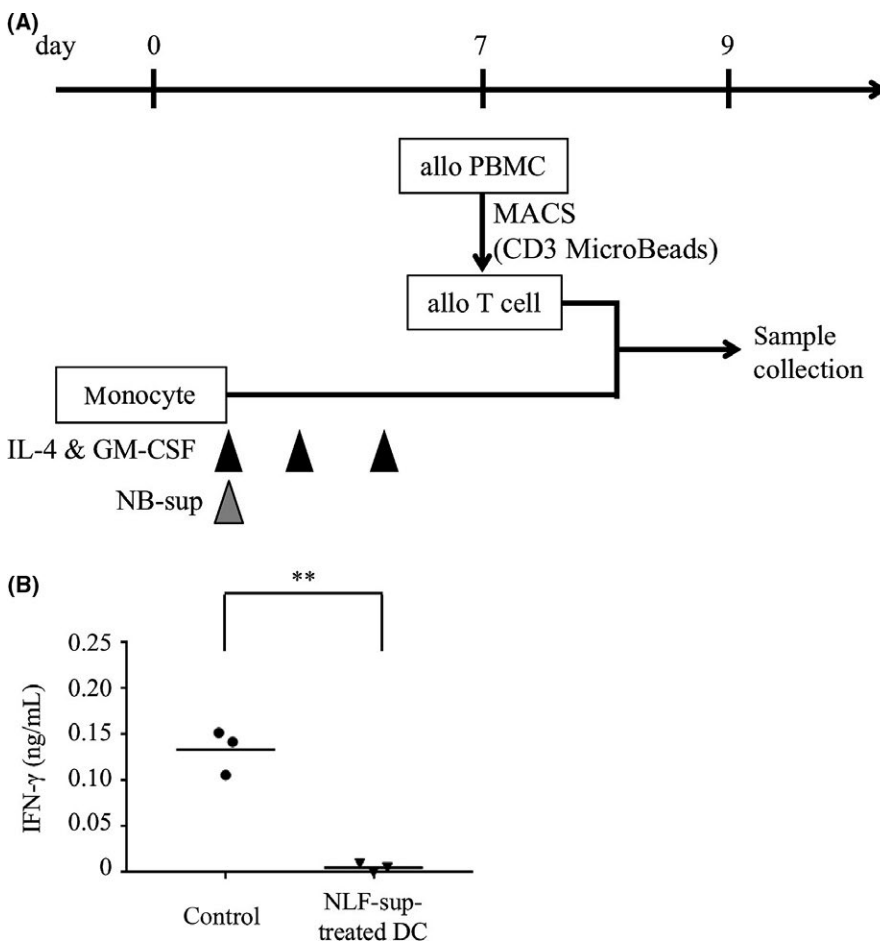 (A)
day 0 7 9
allo PBMC
MACS
(CD3 MicroBeads)
allo T cell
Sample
collection
Monocyte
IL-4 & GM-CSF
NB-sup
(B)
**
0.25
0.20
0.15
0.10
0.05
0
IFN-γ (ng/mL)
Control
NLF-sup-
treated DC